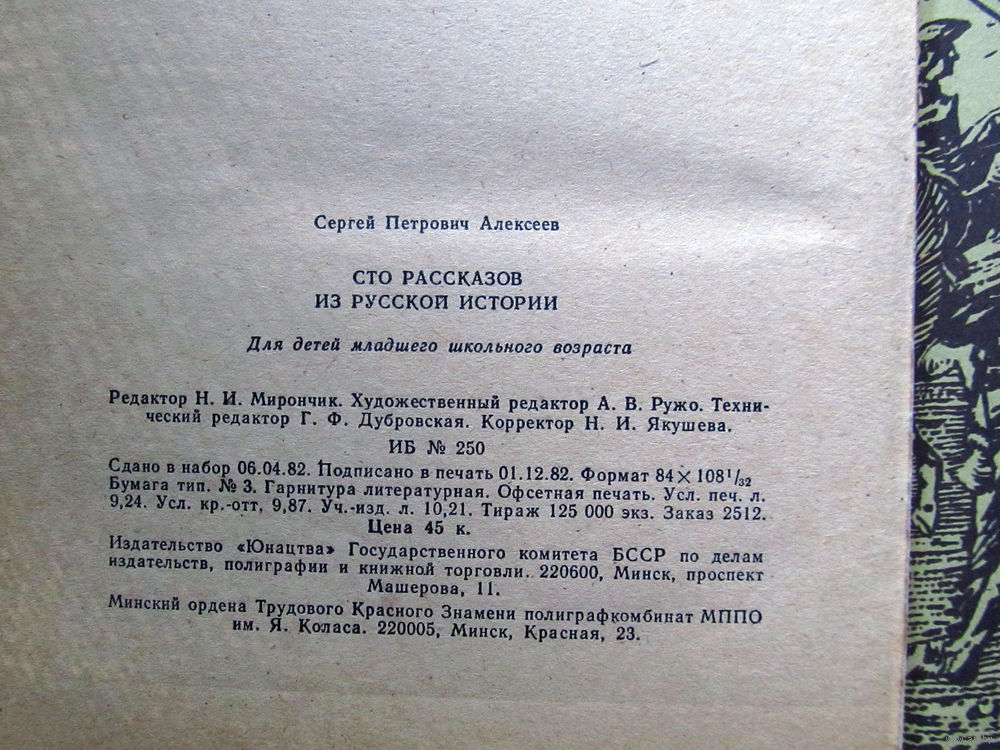 Сергей Петрович Алексеев
СТО РАССКАЗОВ
ИЗ РУССКОЙ ИСТОРИИ
Для детей младшего школьного возраста
Редактор Н. И. Мирончик. Художественный редактор А. В. Ружо. Техни-
ческий редактор Г. Ф. Дубровская. Корректор Н. И. Якушева.
ИБ № 250
Сдано в набор 06.04.82. Подписано в печать 01.12.82. Формат 84×108¹/₃₂
Бумага тип. № 3. Гарнитура литературная. Офсетная печать. Усл. печ. л.
9,24. Усл. кр.-отт, 9,87. Уч.-изд. л. 10,21. Тираж 125 000 экз. Заказ 2512.
Цена 45 к.
Издательство «Юнацтва» Государственного комитета БССР по делам
издательств, полиграфии и книжной торговли. 220600, Минск, проспект
Машерова, 11.
Минский ордена Трудового Красного Знамени полиграфкомбинат МППО
им. Я. Коласа. 220005, Минск, Красная, 23.